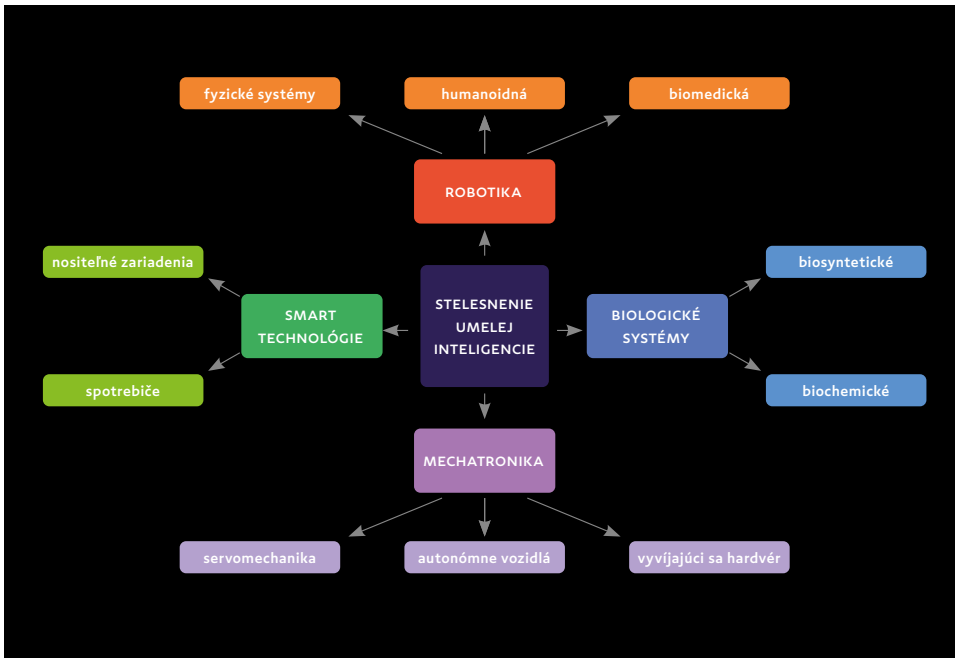 fyzické systémy
humanoidná
biomedická
ROBOTIKA
nositeľné zariadenia
biosyntetické
SMART
TECHNOLÓGIE
STELESNENIE
UMELEJ
INTELIGENCIE
BIOLOGICKÉ
SYSTÉMY
spotrebiče
biochemické
MECHATRONIKA
servomechanika
autonómne vozidlá
vyvíjajúci sa hardvér